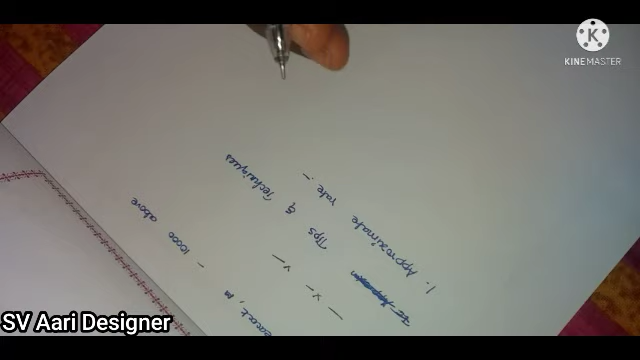 - 10000 above
— v — v —
Tips & Techniques
1. Approximate rate :-
KINEMASTER
SV Aari Designer